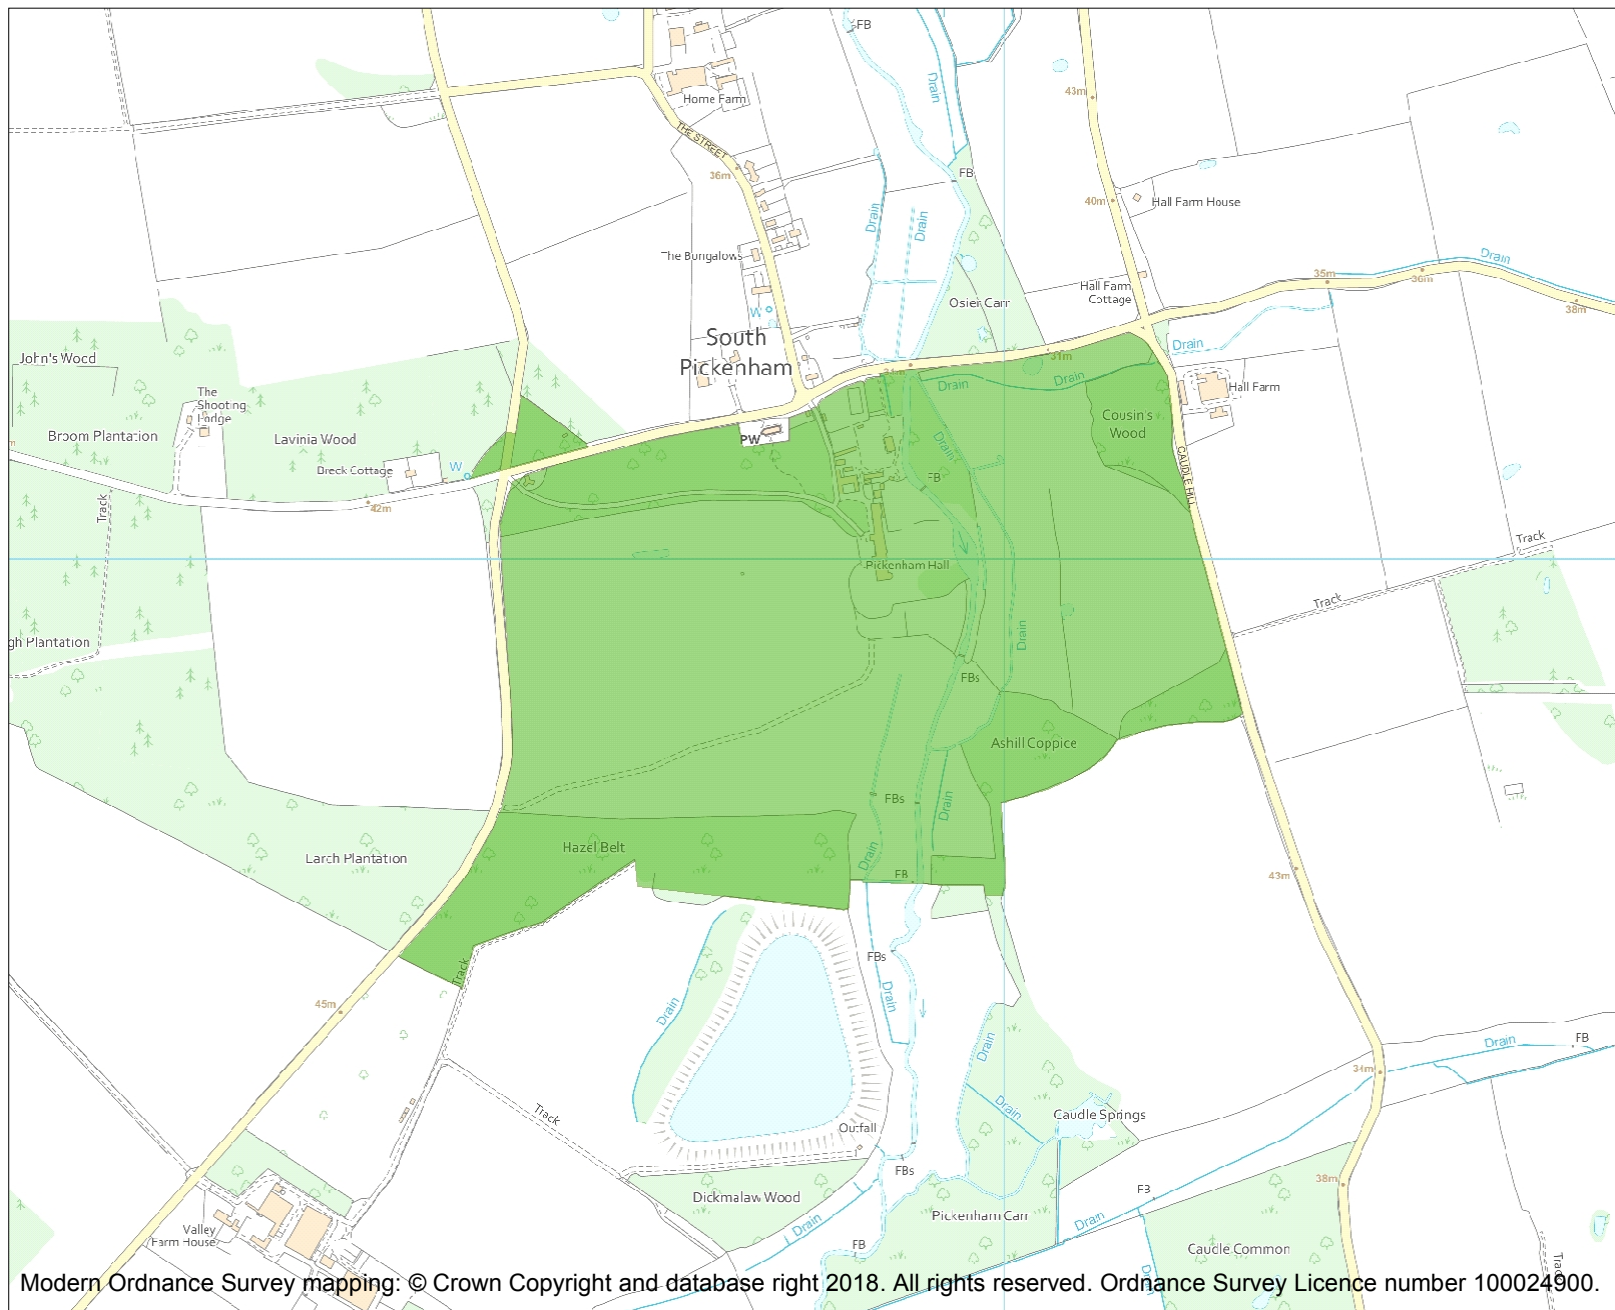 FB
Drain
43m
Home Farm
THE STREET
36m
FB
40m
Hall Farm House
Drain
Drain
The Bungalows
Drain
35m
36m
Hall Farm
Cottage
38m
Osier Carr
W
South
Pickenham
Drain
31m
31m
John's Wood
Drain
Drain
Hall Farm
The
Shooting
Lodge
Cousin's
Wood
Broom Plantation
Lavinia Wood
PW
Drain
Breck Cottage
W
FB
CAUDLE HILL
Track
42m
Track
Pickenham Hall
Track
Drain
gh Plantation
FBs
Ashill Coppice
FBs
Drain
Hazel Belt
Larch Plantation
Drain
FB
43m
FBs
Track
Drain
Drain
45m
Drain
Drain
FB
34m
Drain
Track
Caudle Springs
Outfall
FBs
38m
FB
Dickmalaw Wood
Pickenham Carr
Drain
Drain
Valley
Farm House
FB
Caudle Common
Drain
Track
Modern Ordnance Survey mapping: © Crown Copyright and database right 2018. All rights reserved. Ordnance Survey Licence number 100024900.